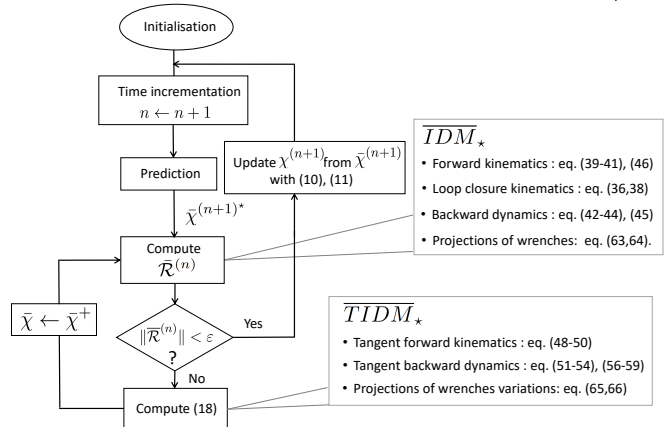 Initialisation
Time incrementation
n ← n + 1
Prediction
χ̄^{(n+1)^⋆}
Compute
R̄^{(n)}
‖R̄^{(n)}‖ < ε
?
Yes
No
Compute (18)
χ̄ ← χ̄^+
Update χ^{(n+1)} from χ̄^{(n+1)}
with (10), (11)
\overline{IDM}_⋆
• Forward kinematics : eq. (39-41), (46)
• Loop closure kinematics : eq. (36,38)
• Backward dynamics : eq. (42-44), (45)
• Projections of wrenches: eq. (63,64).
\overline{TIDM}_⋆
• Tangent forward kinematics : eq. (48-50)
• Tangent backward dynamics : eq. (51-54), (56-59)
• Projections of wrenches variations: eq. (65,66)